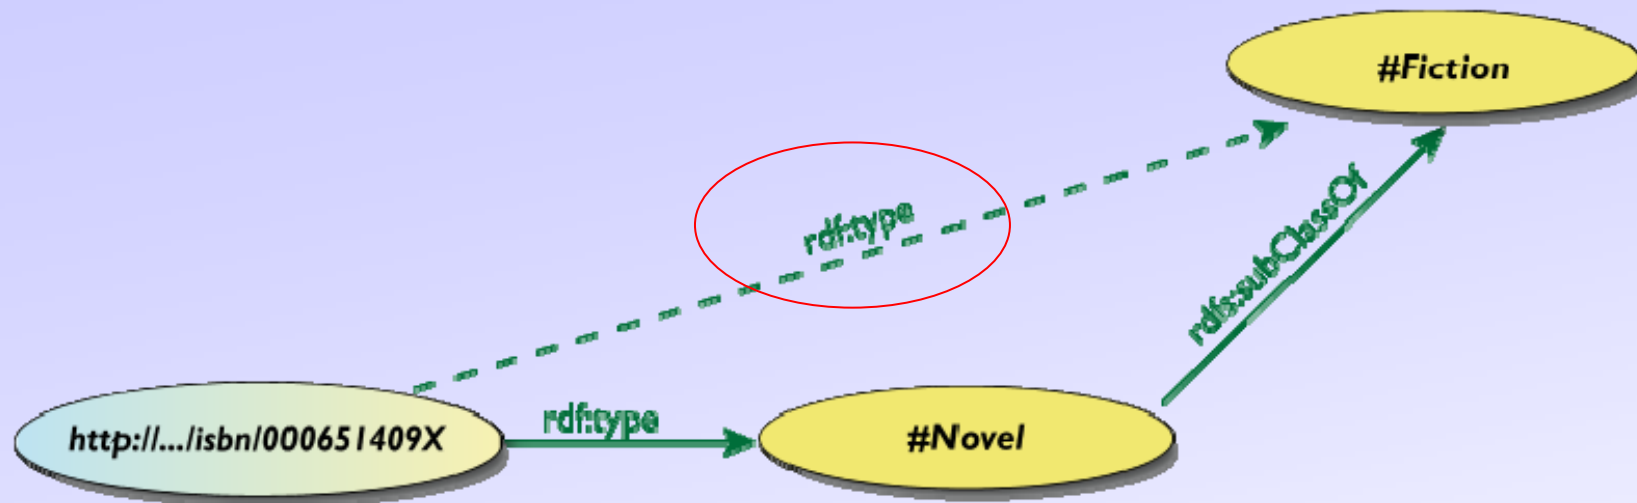 #Fiction
rdf:type
rdfs:subClassOf
http://.../isbn/000651409X
rdf:type
#Novel